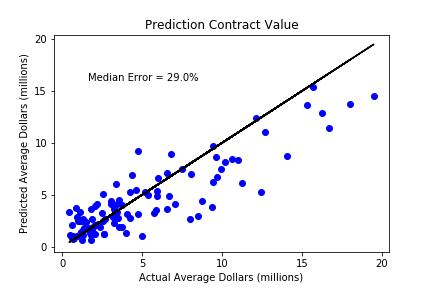 Prediction Contract Value
Median Error = 29.0%
Predicted Average Dollars (millions)
20
15
10
5
0
0 5 10 15 20
Actual Average Dollars (millions)